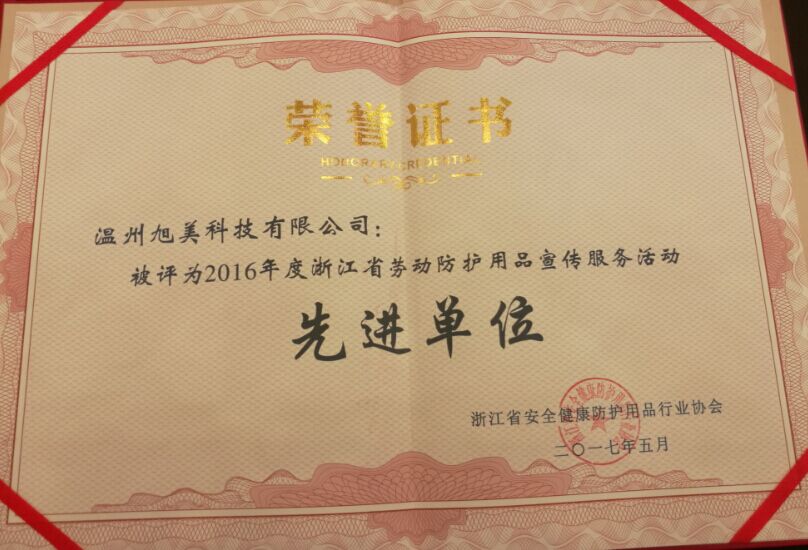 荣誉证书
HONORARY CREDENTIAL
温州旭美科技有限公司：
被评为2016年度浙江省劳动防护用品宣传服务活动
先进单位
浙江省安全健康防护用品行业协会
二〇一七年五月